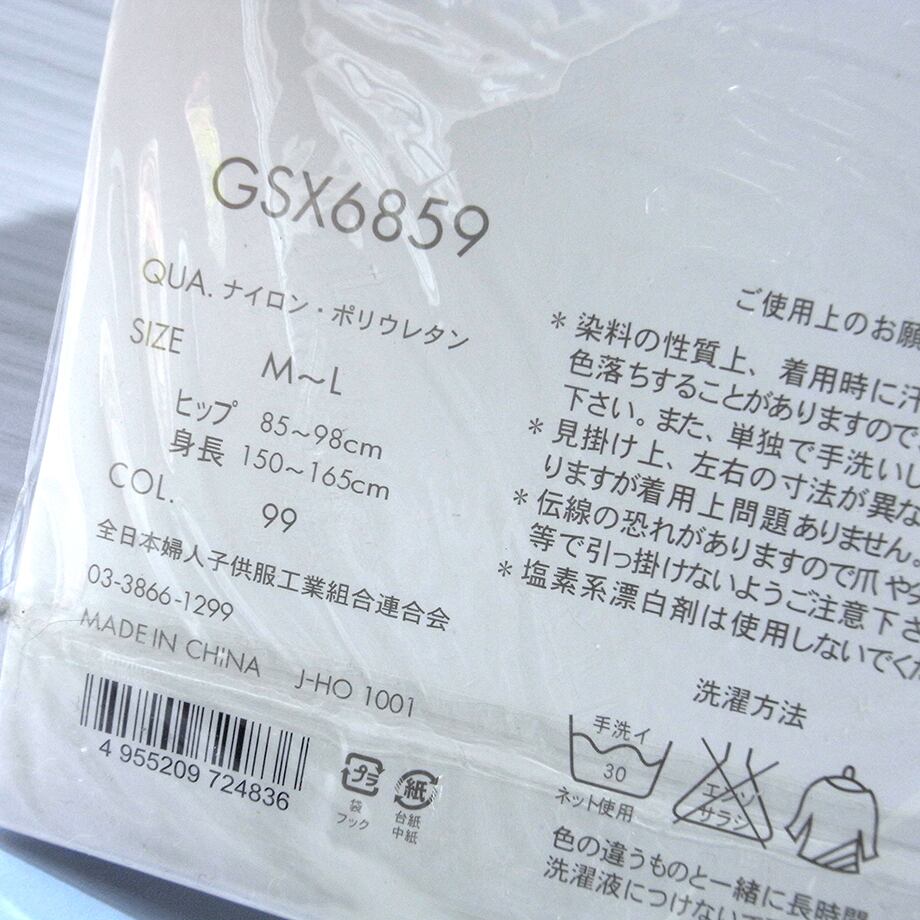 GSX6859
QUA. ナイロン・ポリウレタン
SIZE
M~L
ヒップ 85~98cm
身長 150~165cm
COL.
99
全日本婦人子供服工業組合連合会
03-3866-1299
MADE IN CHINA J-HO 1001
4 955209 724836
プラ
袋
フック
紙
台紙
中紙
ご使用上のお願
*染料の性質上、着用時に汗
色落ちすることがありますので、
下さい。また、単独で手洗いし
*見掛け上、左右の寸法が異な
りますが着用上問題ありません。
*伝線の恐れがありますので爪や
等で引っ掛けないようご注意下さ
*塩素系漂白剤は使用しないでくだ
洗濯方法
手洗イ
30
ネット使用
エンソ
サラシ
色の違うものと一緒に長時間
洗濯液につけない